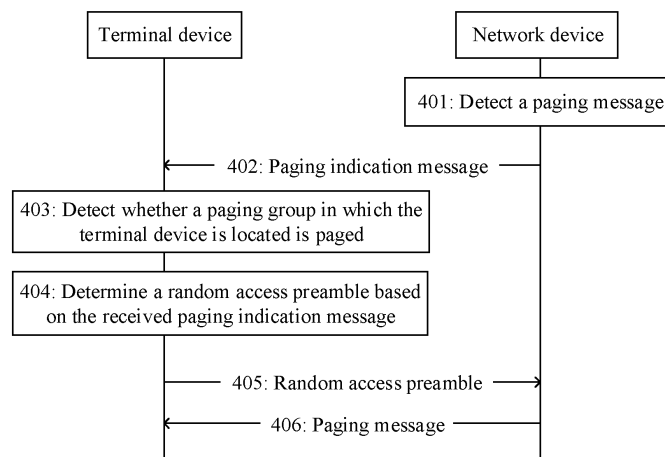 Terminal device
Network device
401: Detect a paging message
402: Paging indication message
403: Detect whether a paging group in which the
terminal device is located is paged
404: Determine a random access preamble based
on the received paging indication message
405: Random access preamble
406: Paging message